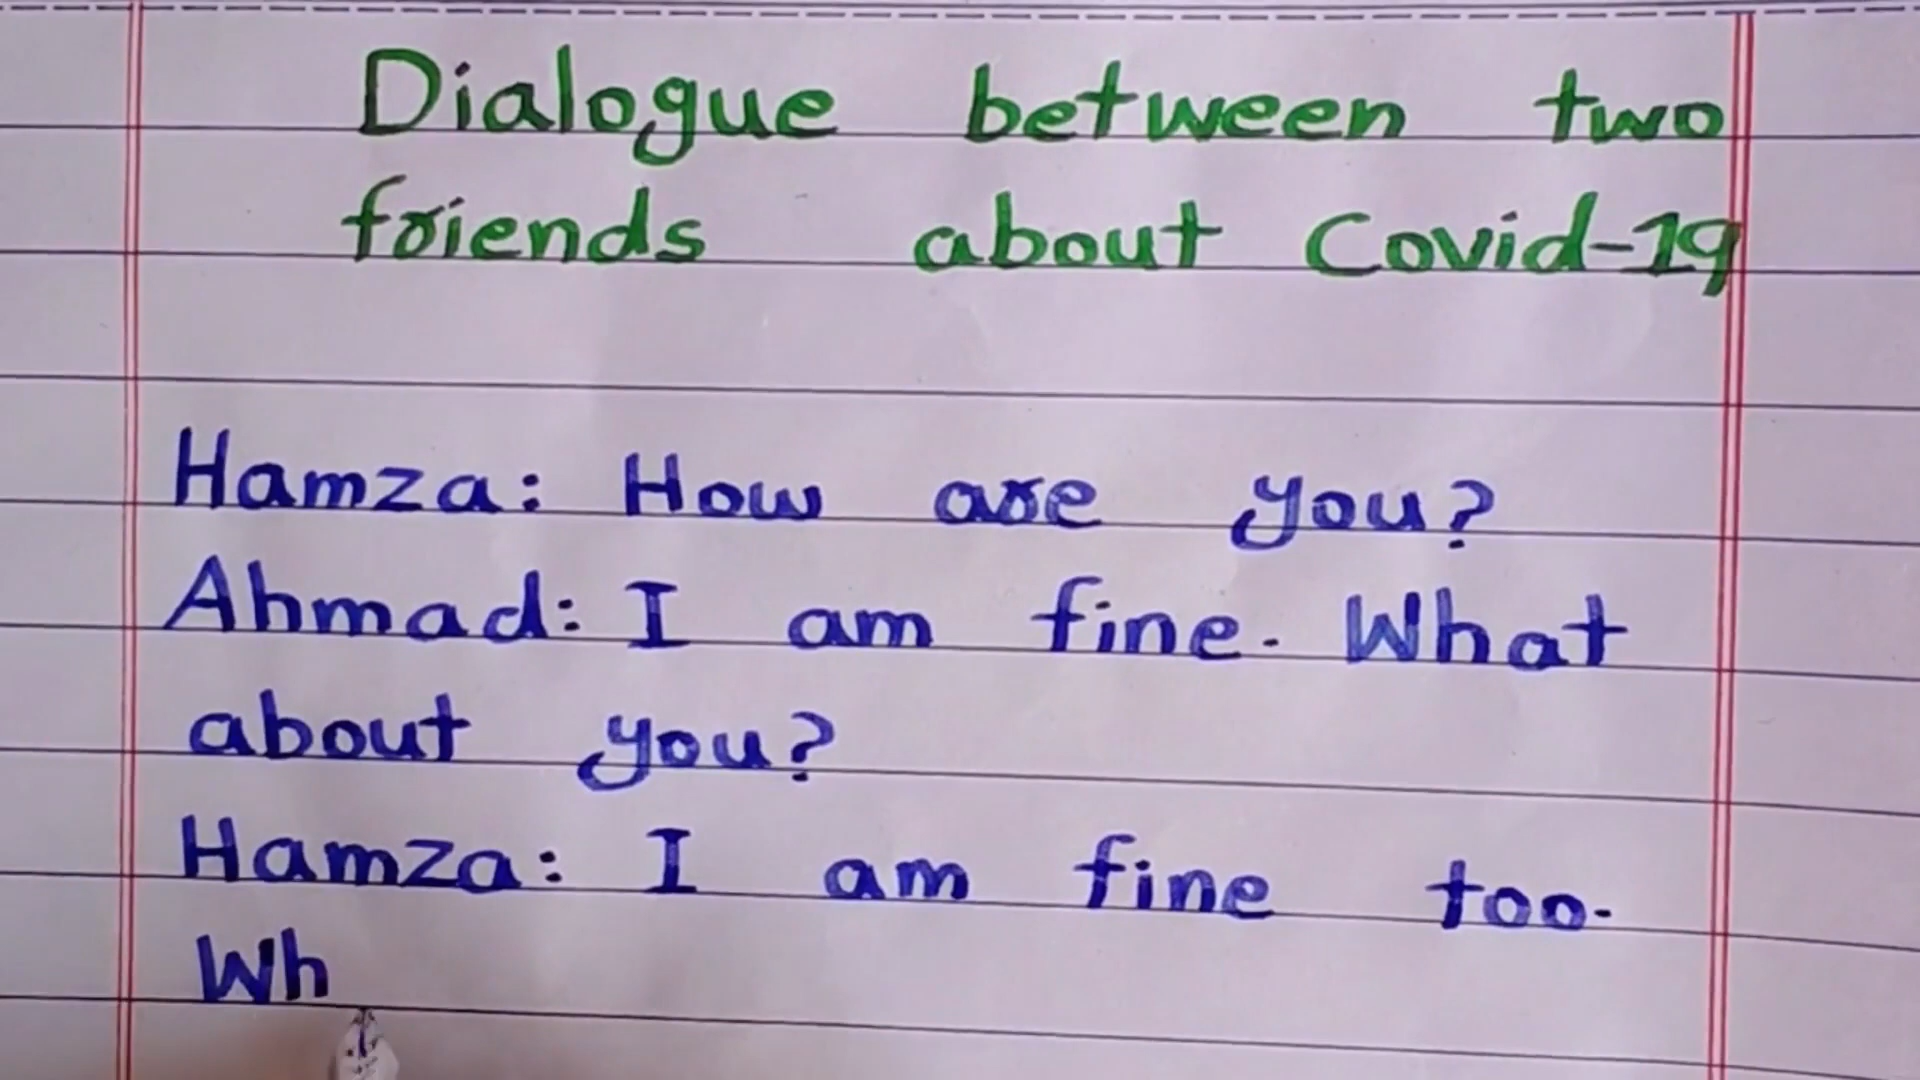 Dialogue between two
friends about Covid-19
Hamza: How are you?
Ahmad: I am fine. What
about you?
Hamza: I am fine too.
Wh